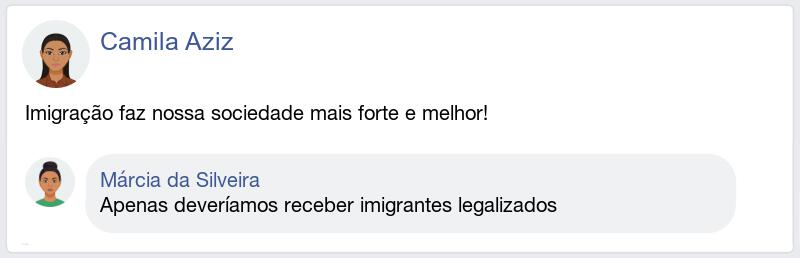 Camila Aziz
Imigração faz nossa sociedade mais forte e melhor!
Márcia da Silveira
Apenas deveríamos receber imigrantes legalizados